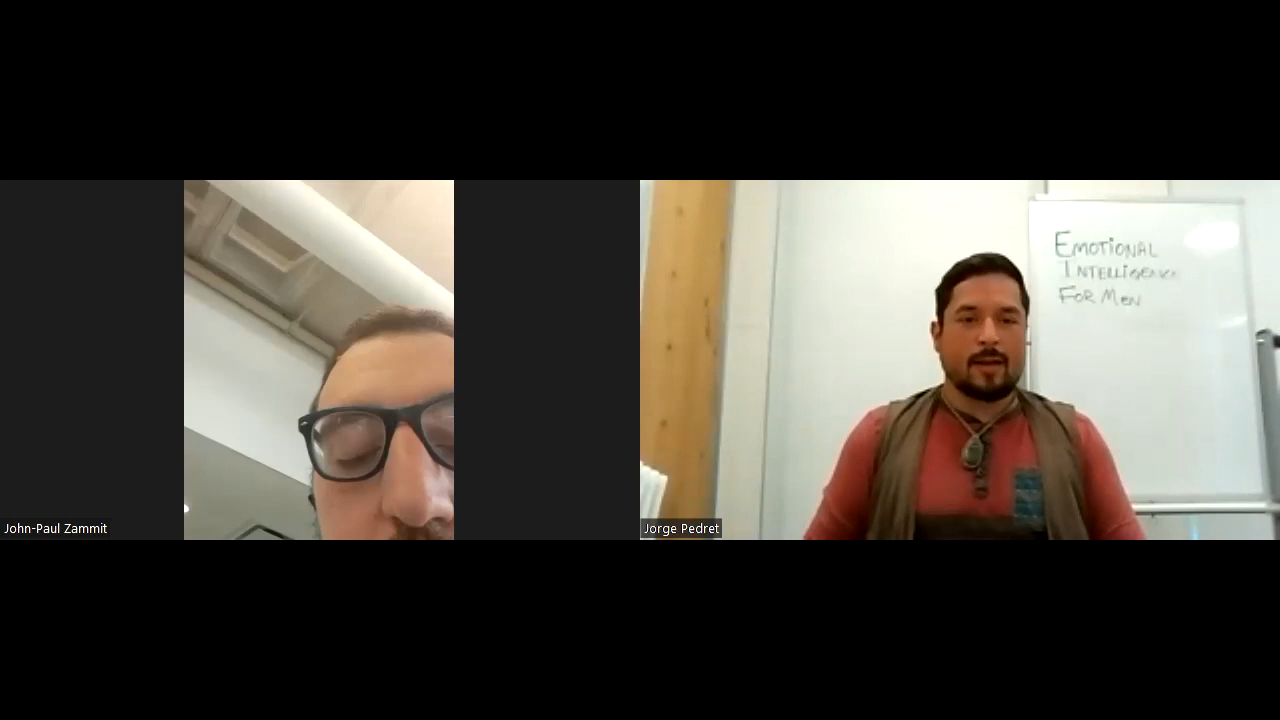 EMOTIONAL
INTELLIGENCE
FOR MEN
John-Paul Zammit
Jorge Pedret